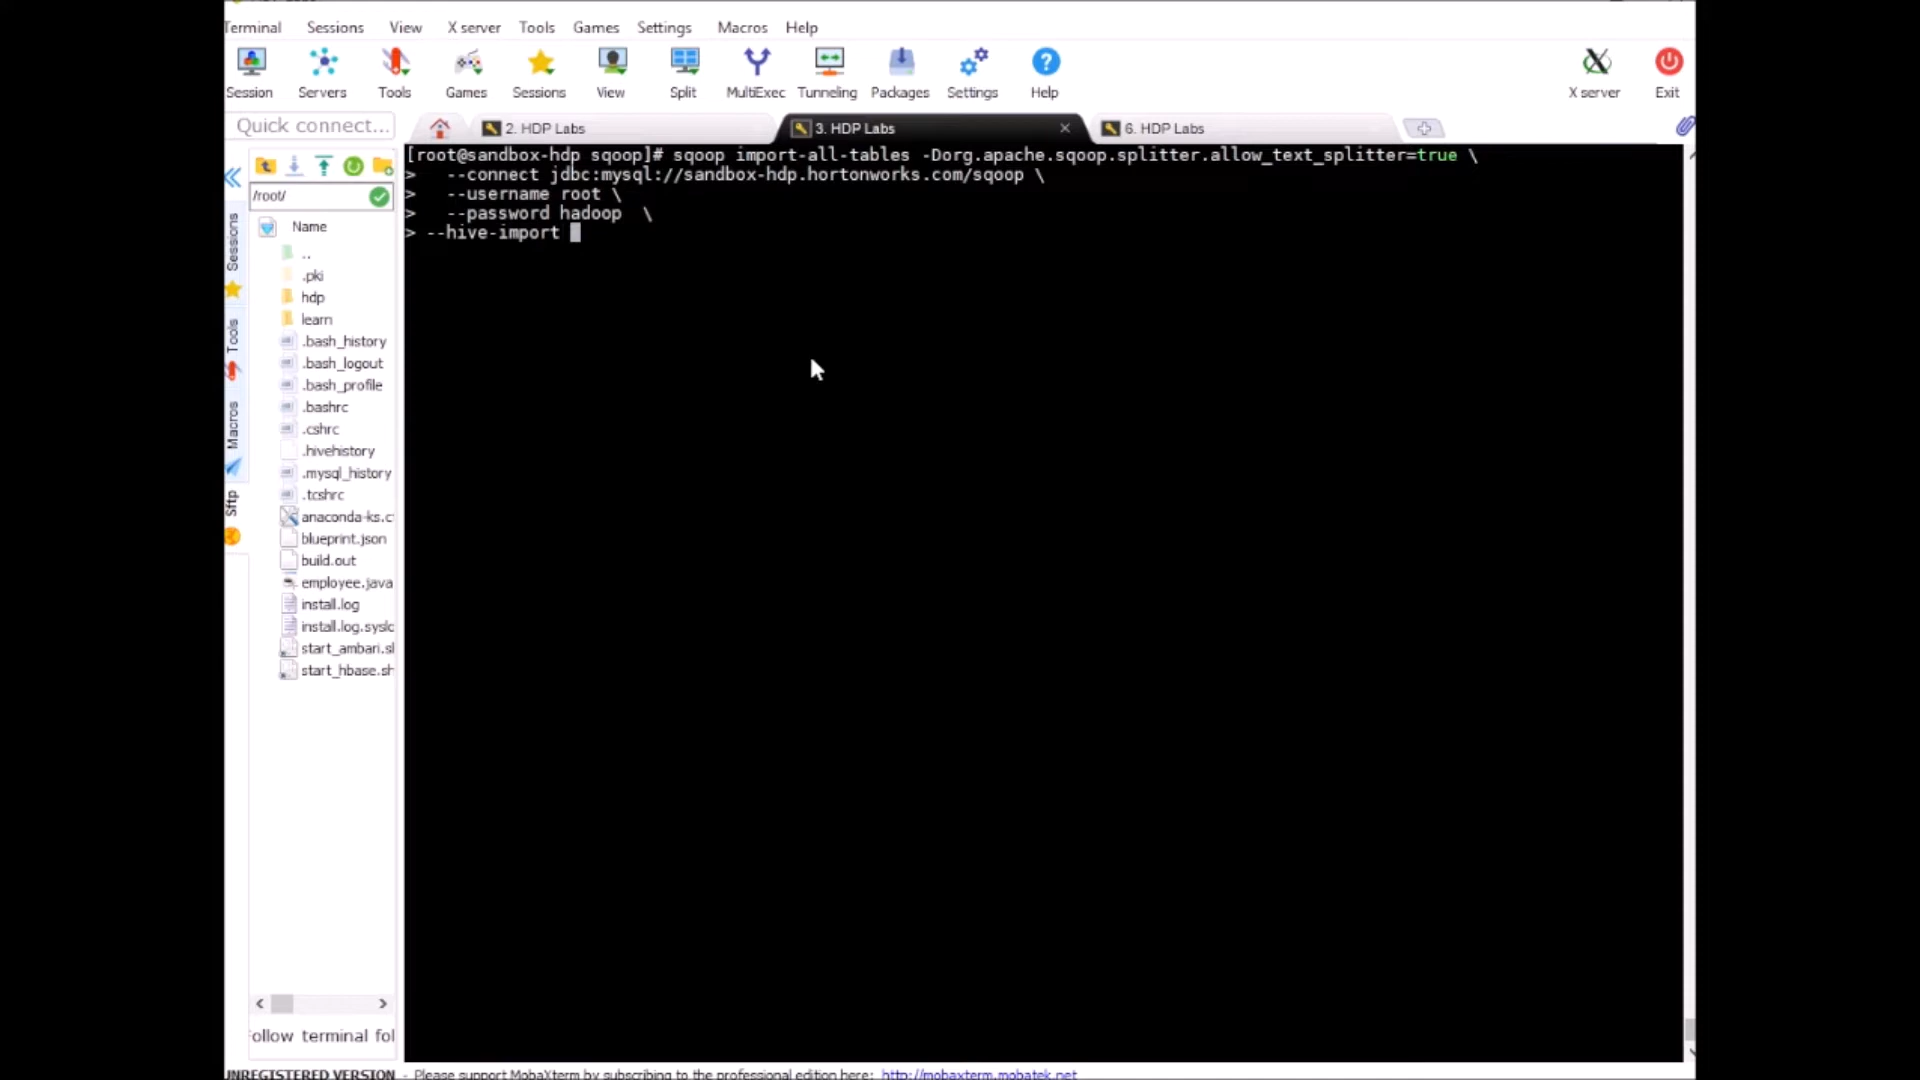 Terminal Sessions View X server Tools Games Settings Macros Help
Session Servers Tools Games Sessions View Split MultiExec Tunneling Packages Settings Help X server Exit
Quick connect...
2. HDP Labs
3. HDP Labs
6. HDP Labs
/root/
Name
..
.pki
hdp
learn
.bash_history
.bash_logout
.bash_profile
.bashrc
.cshrc
.hivehistory
.mysql_history
.tcshrc
anaconda-ks.c
blueprint.json
build.out
employee.java
install.log
install.log.syslo
start_ambari.sl
start_hbase.sh
ollow terminal fol
Sessions
Tools
Macros
Sftp
[root@sandbox-hdp sqoop]# sqoop import-all-tables -Dorg.apache.sqoop.splitter.allow_text_splitter=true \
>   --connect jdbc:mysql://sandbox-hdp.hortonworks.com/sqoop \
>   --username root \
>   --password hadoop  \
> --hive-import
UNREGISTERED VERSION - Please support MobaXterm by subscribing to the professional edition here: http://mobaxterm.mobatek.net